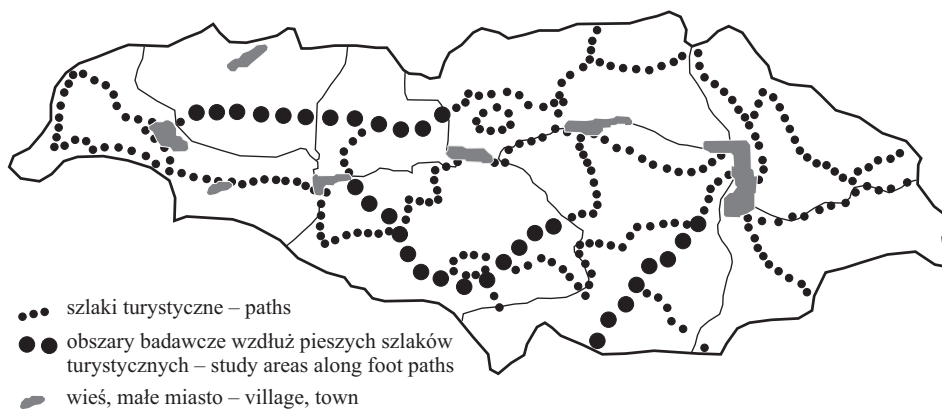 szlaki turystyczne – paths
obszary badawcze wzdłuż pieszych szlaków
turystycznych – study areas along foot paths
wieś, małe miasto – village, town